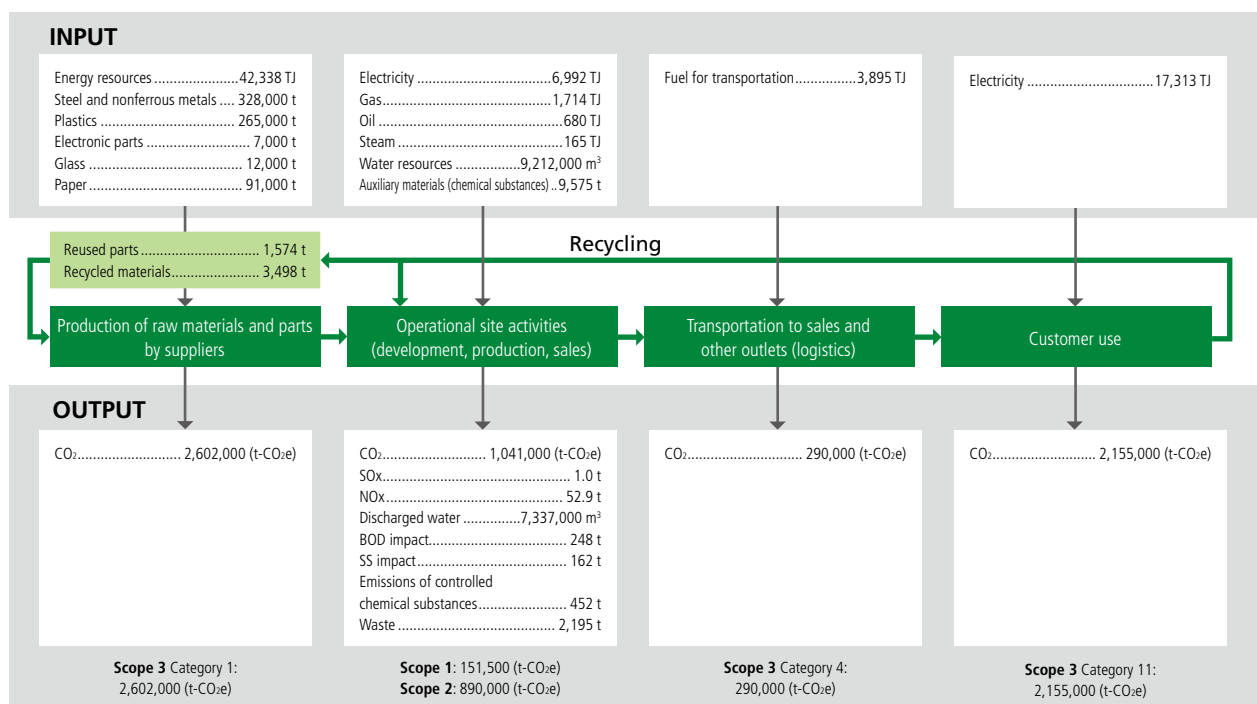 INPUT
Energy resources ......................42,338 TJ
Steel and nonferrous metals .... 328,000 t
Plastics .................................. 265,000 t
Electronic parts .......................... 7,000 t
Glass ........................................ 12,000 t
Paper ........................................ 91,000 t
Electricity .................................6,992 TJ
Gas...........................................1,714 TJ
Oil ...............................................680 TJ
Steam ..........................................165 TJ
Water resources ................9,212,000 m³
Auxiliary materials (chemical substances) ..9,575 t
Fuel for transportation...............3,895 TJ
Electricity .................................17,313 TJ
Recycling
Reused parts............................... 1,574 t
Recycled materials....................... 3,498 t
Production of raw materials and parts
by suppliers
Operational site activities
(development, production, sales)
Transportation to sales and
other outlets (logistics)
Customer use
OUTPUT
CO₂........................... 2,602,000 (t-CO₂e)
CO₂.......................... 1,041,000 (t-CO₂e)
SOx................................................. 1.0 t
NOx.............................................. 52.9 t
Discharged water ...............7,337,000 m³
BOD impact.................................... 248 t
SS impact....................................... 162 t
Emissions of controlled
chemical substances....................... 452 t
Waste ......................................... 2,195 t
CO₂.............................. 290,000 (t-CO₂e)
CO₂........................... 2,155,000 (t-CO₂e)
Scope 3 Category 1:
2,602,000 (t-CO₂e)
Scope 1: 151,500 (t-CO₂e)
Scope 2: 890,000 (t-CO₂e)
Scope 3 Category 4:
290,000 (t-CO₂e)
Scope 3 Category 11:
2,155,000 (t-CO₂e)